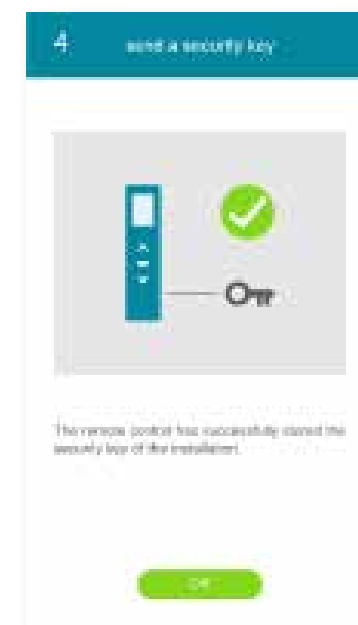 4 send a security key
The remote control has successfully stored the
security key of the installation.
OK